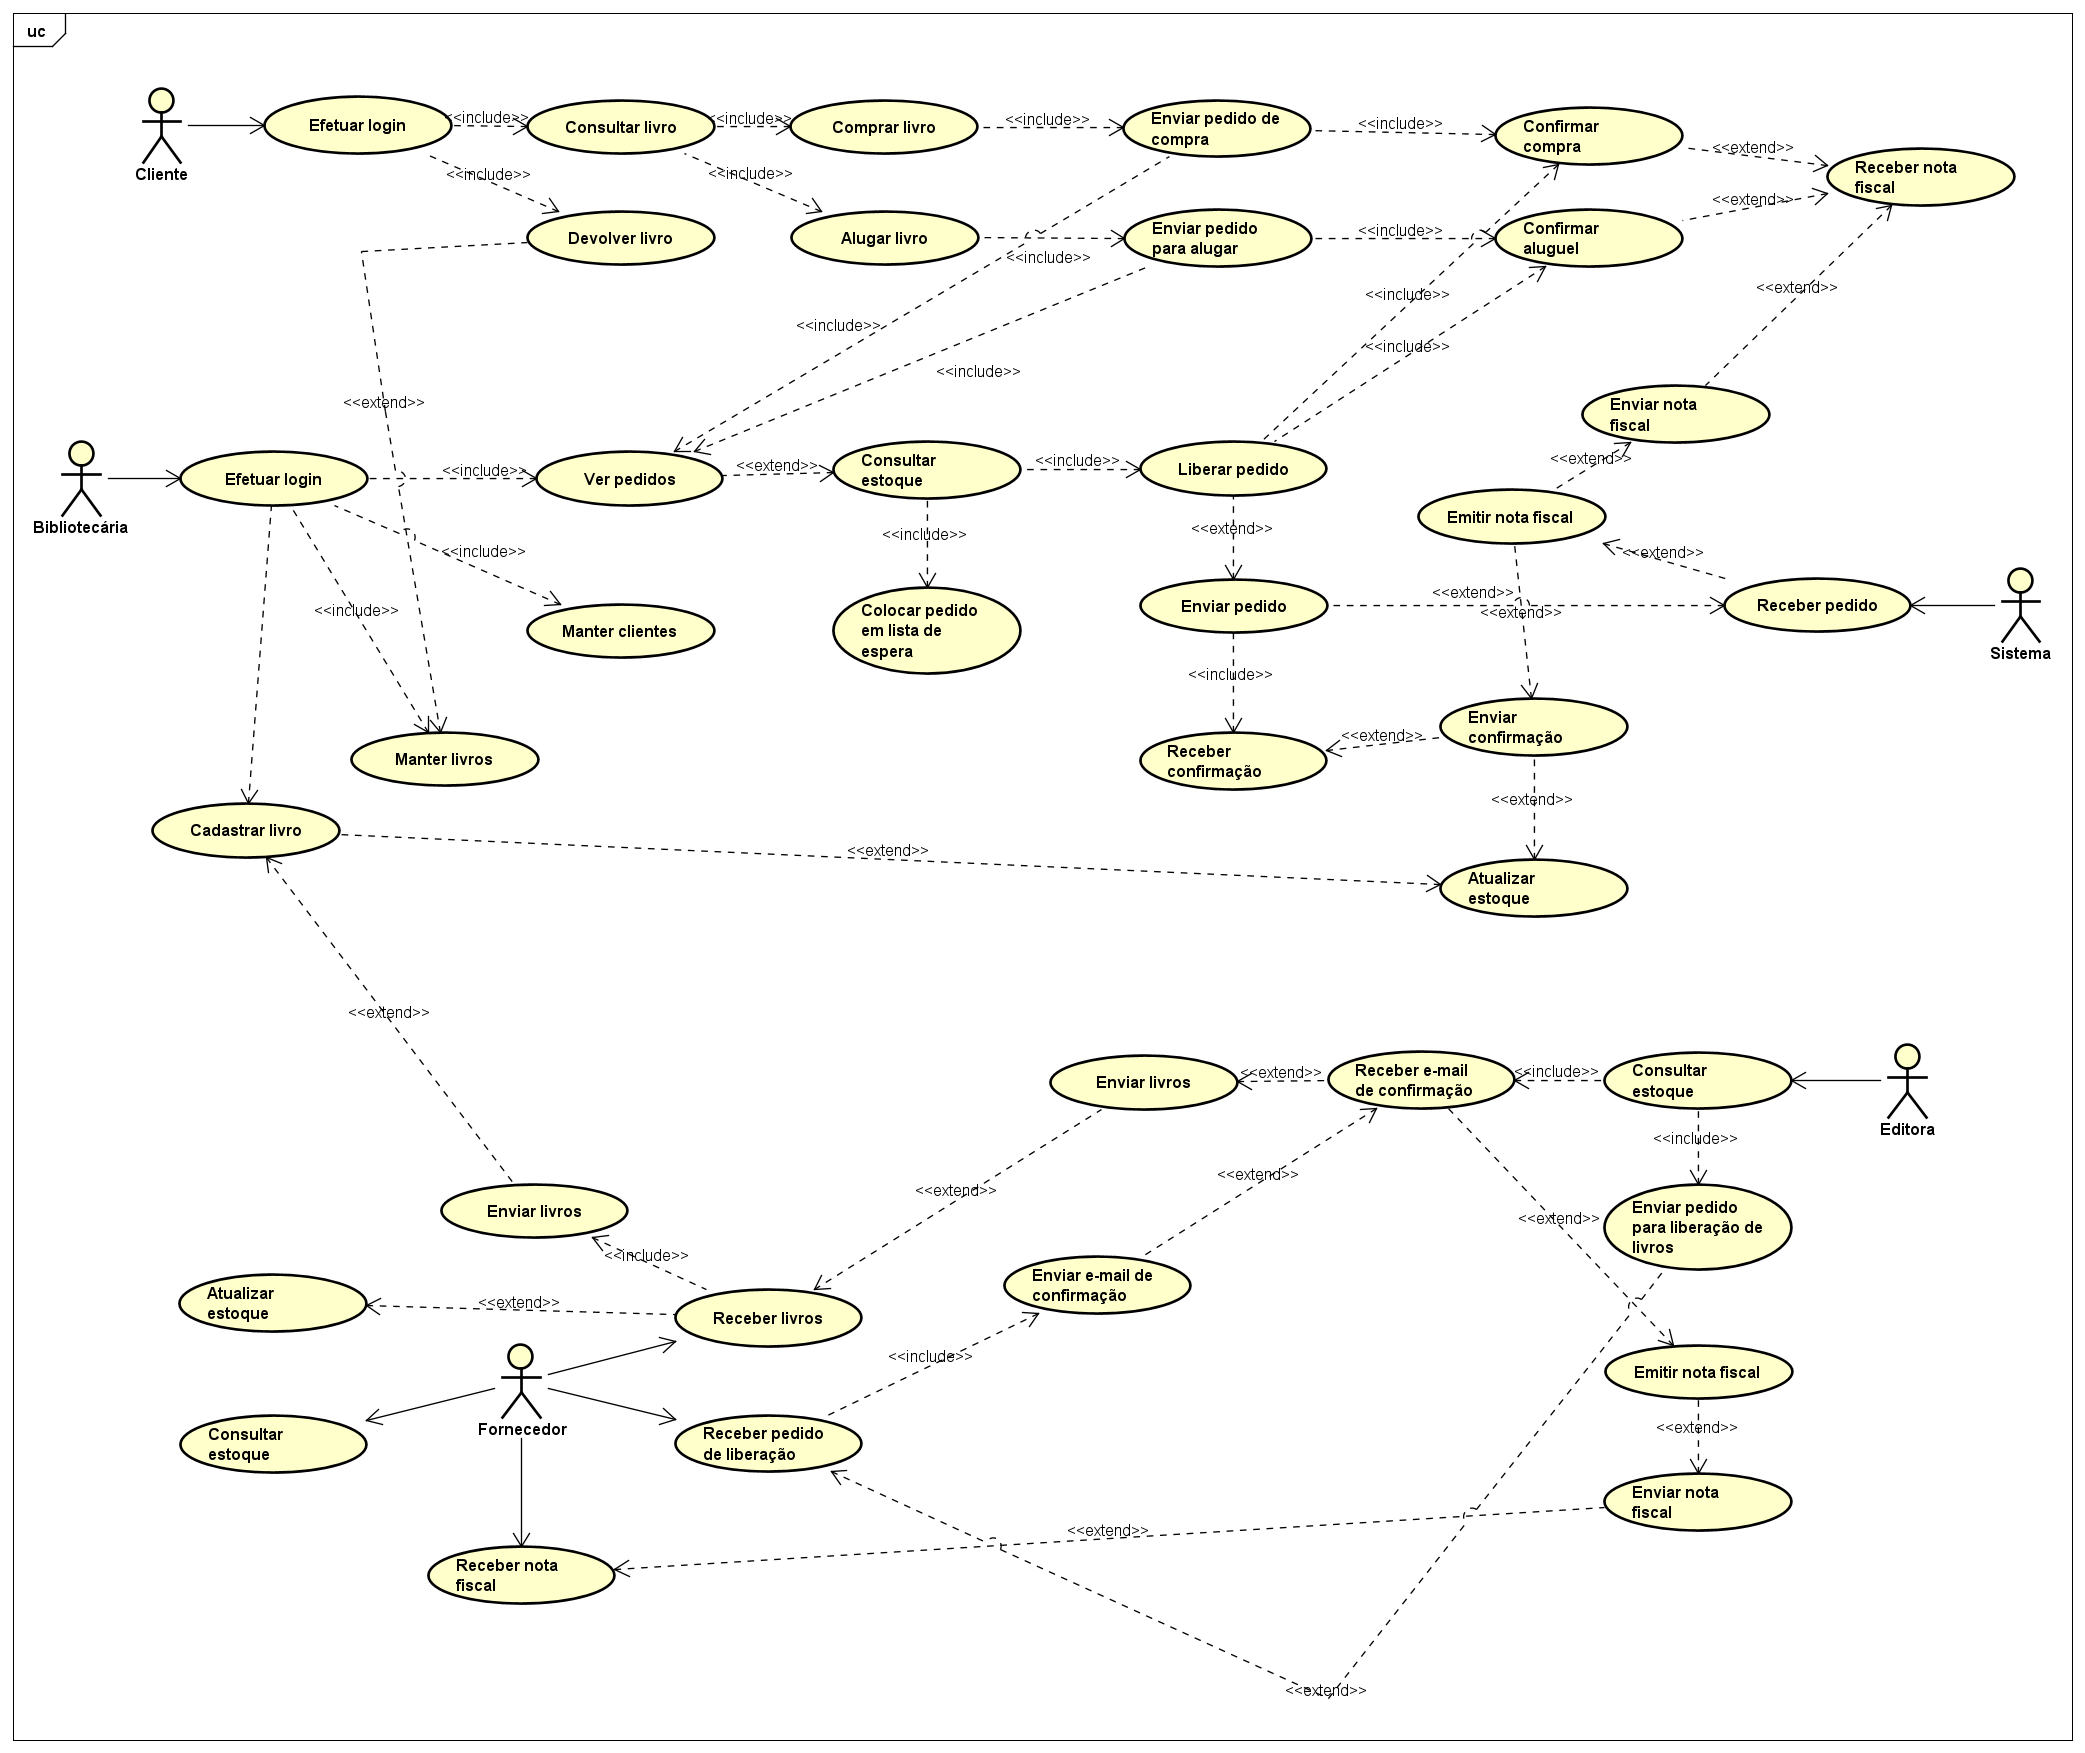 uc
Cliente
Efetuar login
<<include>>
Consultar livro
<<include>>
Comprar livro
<<include>>
Enviar pedido de
compra
<<include>>
Confirmar
compra
<<extend>>
Receber nota
fiscal
<<include>>
Devolver livro
<<include>>
Alugar livro
<<include>>
Enviar pedido
para alugar
<<include>>
Confirmar
aluguel
<<extend>>
<<include>>
<<include>>
<<include>>
<<include>>
<<extend>>
<<extend>>
Bibliotecária
Efetuar login
<<include>>
Ver pedidos
<<extend>>
Consultar
estoque
<<include>>
Liberar pedido
Enviar nota
fiscal
<<extend>>
Emitir nota fiscal
<<include>>
<<include>>
<<extend>>
<<extend>>
<<include>>
Manter clientes
Colocar pedido
em lista de
espera
Enviar pedido
<<extend>>
<<extend>>
Receber pedido
Sistema
<<include>>
Manter livros
Receber
confirmação
<<extend>>
Enviar
confirmação
<<extend>>
Cadastrar livro
<<extend>>
Atualizar
estoque
<<extend>>
Enviar livros
<<extend>>
Receber e-mail
de confirmação
<<include>>
Consultar
estoque
Editora
<<include>>
<<extend>>
<<extend>>
<<extend>>
Enviar pedido
para liberação de
livros
Enviar livros
<<include>>
Atualizar
estoque
<<extend>>
Receber livros
Enviar e-mail de
confirmação
<<include>>
Emitir nota fiscal
Fornecedor
Consultar
estoque
Receber pedido
de liberação
<<extend>>
Enviar nota
fiscal
<<extend>>
Receber nota
fiscal
<<extend>>